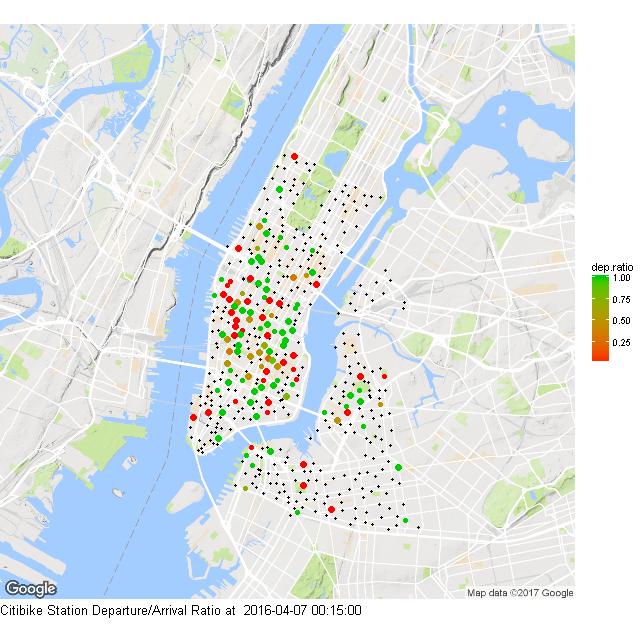 dep.ratio
1.00
0.75
0.50
0.25
Google
Map data ©2017 Google
Citibike Station Departure/Arrival Ratio at 2016-04-07 00:15:00